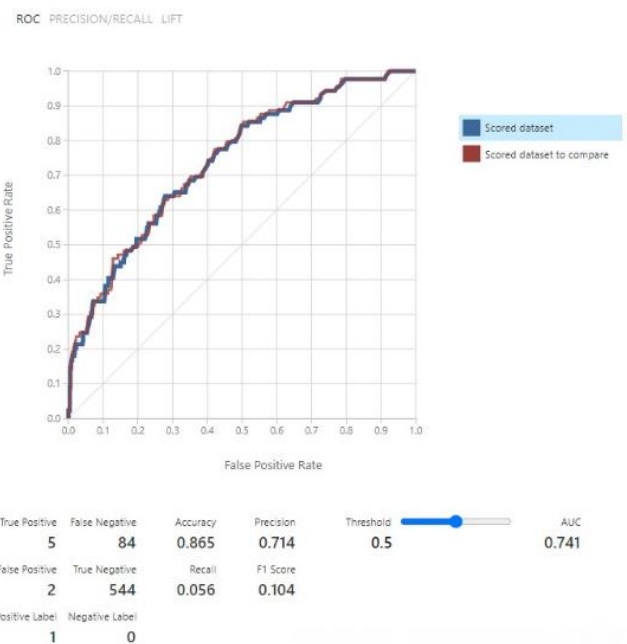 ROC PRECISION/RECALL LIFT
1.0
0.9
0.8
0.7
0.6
0.5
0.4
0.3
0.2
0.1
0.0
True Positive Rate
0.0 0.1 0.2 0.3 0.4 0.5 0.6 0.7 0.8 0.9 1.0
False Positive Rate
Scored dataset
Scored dataset to compare
True Positive False Negative Accuracy Precision Threshold AUC
5 84 0.865 0.714 0.5 0.741
False Positive True Negative Recall F1 Score
2 544 0.056 0.104
Positive Label Negative Label
1 0